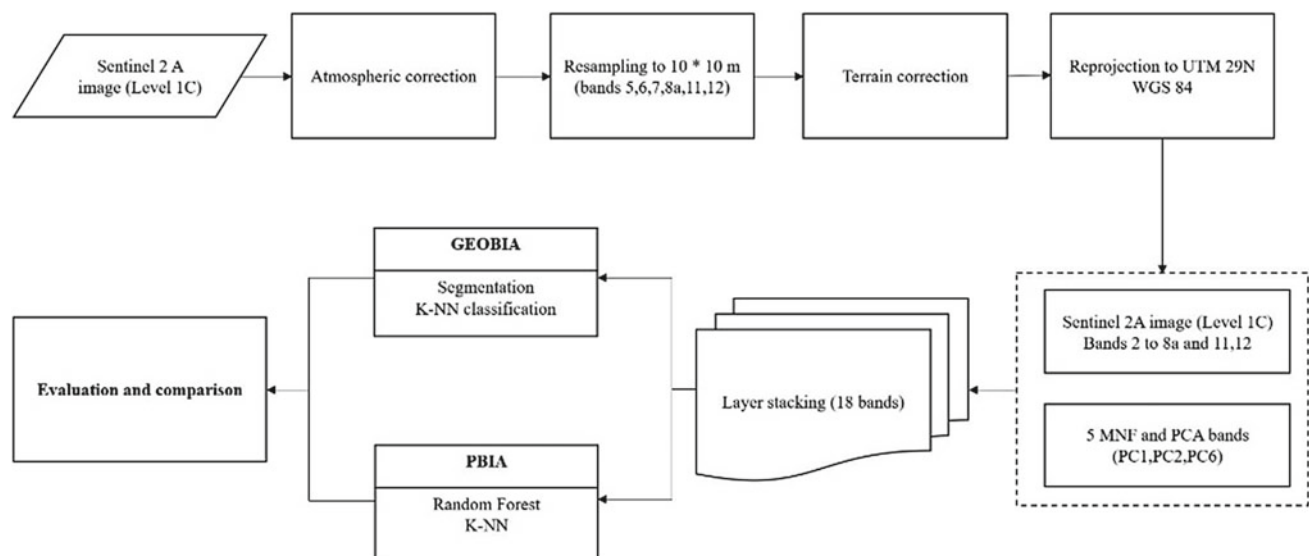 Sentinel 2 A
image (Level 1C)
Atmospheric correction
Resampling to 10 * 10 m
(bands 5,6,7,8a,11,12)
Terrain correction
Reprojection to UTM 29N
WGS 84
GEOBIA
Segmentation
K-NN classification
Sentinel 2A image (Level 1C)
Bands 2 to 8a and 11,12
Evaluation and comparison
Layer stacking (18 bands)
5 MNF and PCA bands
(PC1,PC2,PC6)
PBIA
Random Forest
K-NN